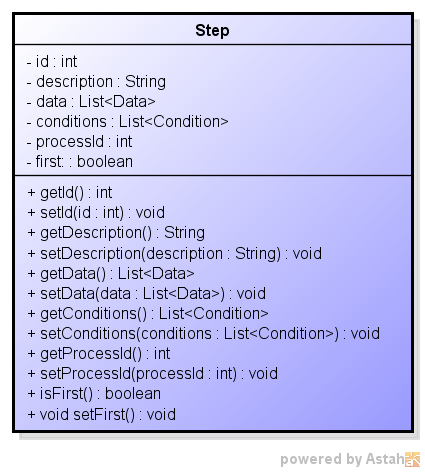 Step
- id : int
- description : String
- data : List<Data>
- conditions : List<Condition>
- processId : int
- first: : boolean
+ getId() : int
+ setId(id : int) : void
+ getDescription() : String
+ setDescription(description : String) : void
+ getData() : List<Data>
+ setData(data : List<Data>) : void
+ getConditions() : List<Condition>
+ setConditions(conditions : List<Condition>) : void
+ getProcessId() : int
+ setProcessId(processId : int) : void
+ isFirst() : boolean
+ void setFirst() : void
powered by Astah